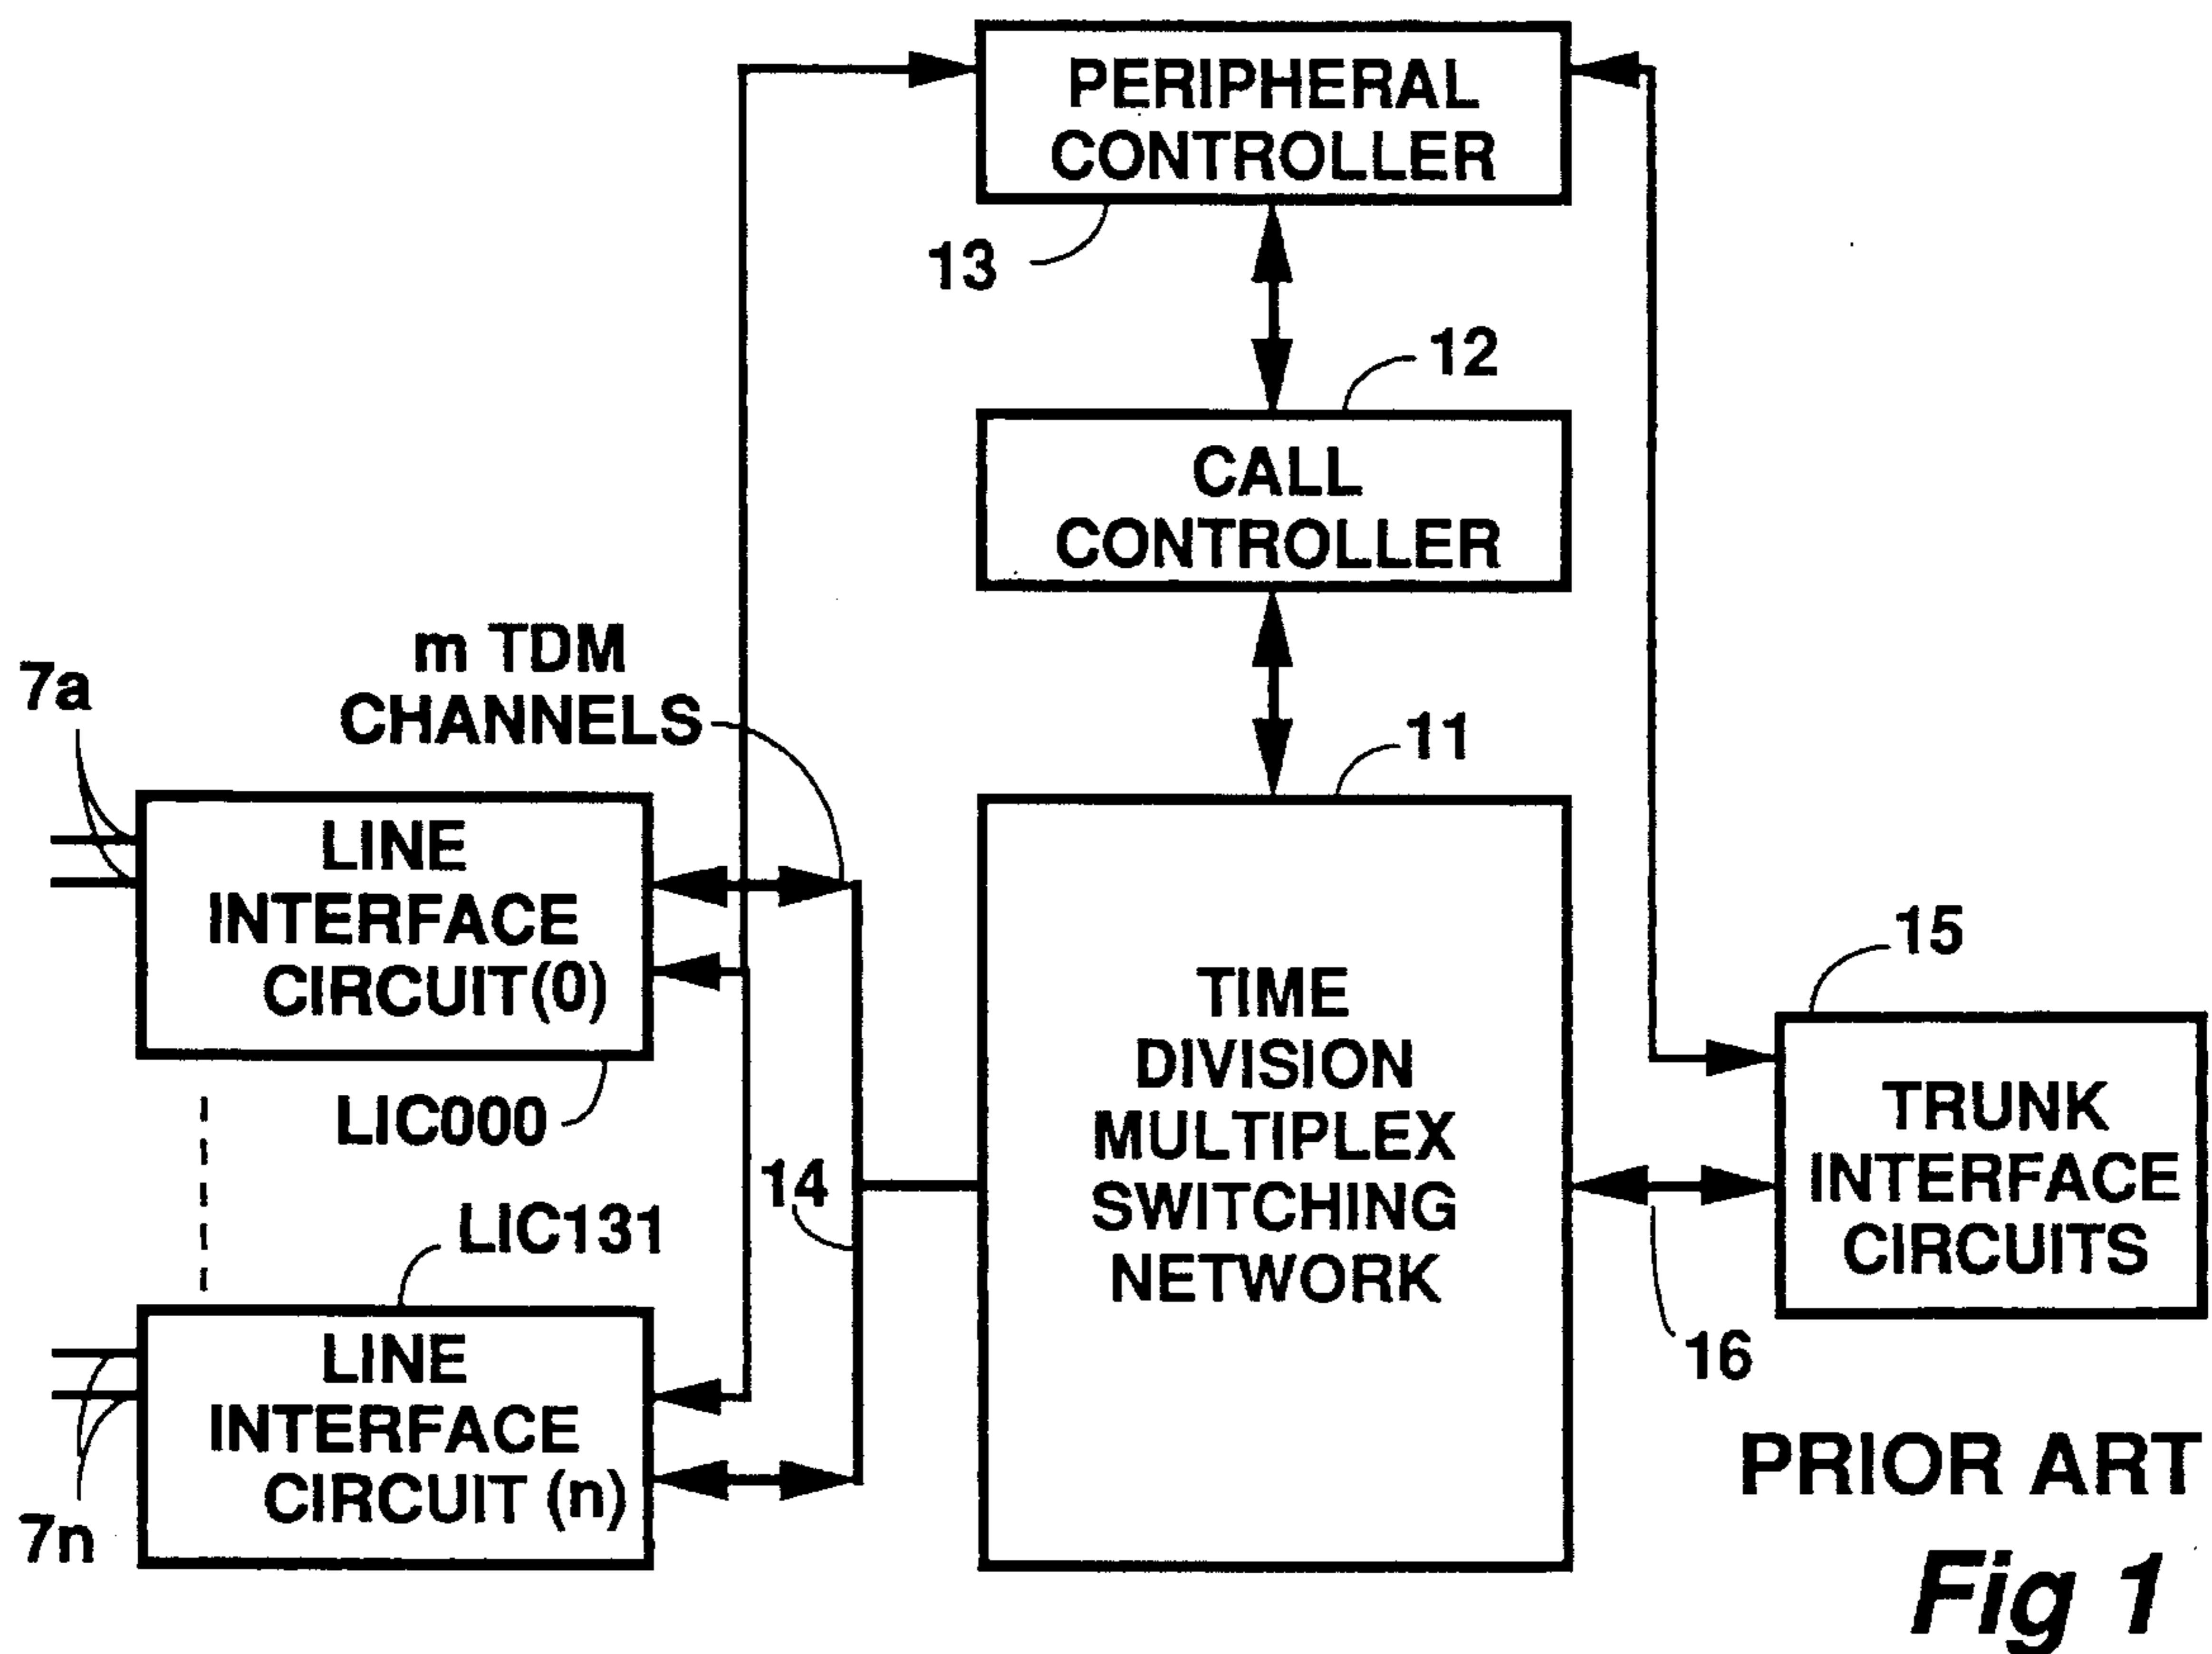 PERIPHERAL
CONTROLLER
13
12
CALL
CONTROLLER
m TDM
CHANNELS
7a
11
LINE
INTERFACE
CIRCUIT(0)
LIC000
TIME
DIVISION
MULTIPLEX
SWITCHING
NETWORK
15
TRUNK
INTERFACE
CIRCUITS
14
LIC131
16
LINE
INTERFACE
CIRCUIT (n)
7n
PRIOR ART
Fig 1